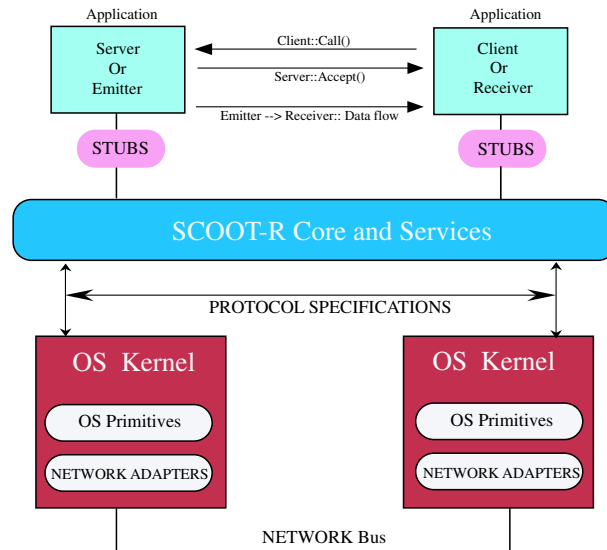 Application
Application
Server
Or
Emitter
Client::Call()
Server::Accept()
Emitter --> Receiver:: Data flow
Client
Or
Receiver
STUBS
STUBS
SCOOT-R Core and Services
PROTOCOL SPECIFICATIONS
OS Kernel
OS Primitives
NETWORK ADAPTERS
OS Kernel
OS Primitives
NETWORK ADAPTERS
NETWORK Bus